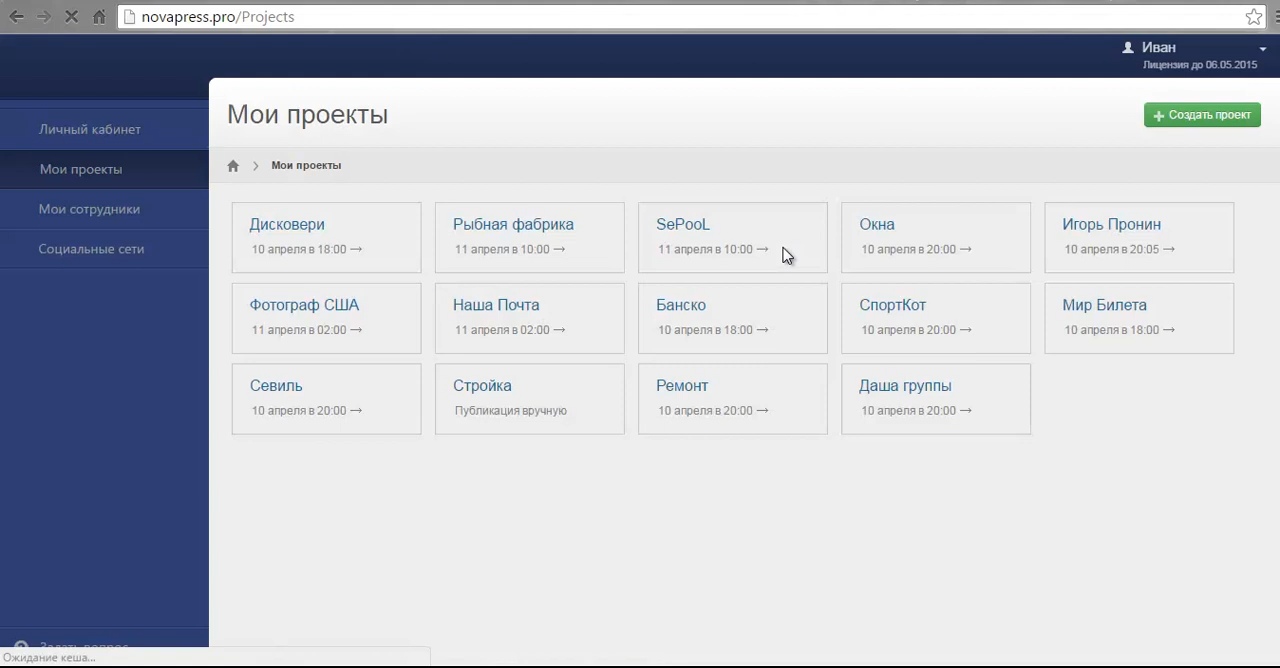 novapress.pro/Projects
Иван
Лицензия до 06.05.2015
Мои проекты
Создать проект
Личный кабинет
Мои проекты
Мои сотрудники
Социальные сети
Мои проекты
Дисковери
10 апреля в 18:00 →
Рыбная фабрика
11 апреля в 10:00 →
SePooL
11 апреля в 10:00 →
Окна
10 апреля в 20:00 →
Игорь Пронин
10 апреля в 20:05 →
Фотограф США
11 апреля в 02:00 →
Наша Почта
11 апреля в 02:00 →
Банско
10 апреля в 18:00 →
СпортКот
10 апреля в 20:00 →
Мир Билета
10 апреля в 18:00 →
Севиль
10 апреля в 20:00 →
Стройка
Публикация вручную
Ремонт
10 апреля в 20:00 →
Даша группы
10 апреля в 20:00 →
Задать вопрос
Ожидание кеша...